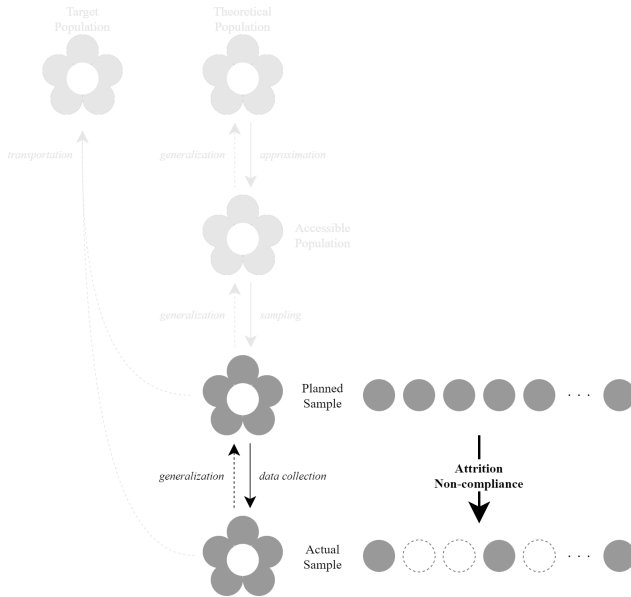 Target
Population
Theoretical
Population
transportation
generalization
approximation
Accessible
Population
generalization
sampling
Planned
Sample
. . .
generalization
data collection
Attrition
Non-compliance
Actual
Sample
. . .